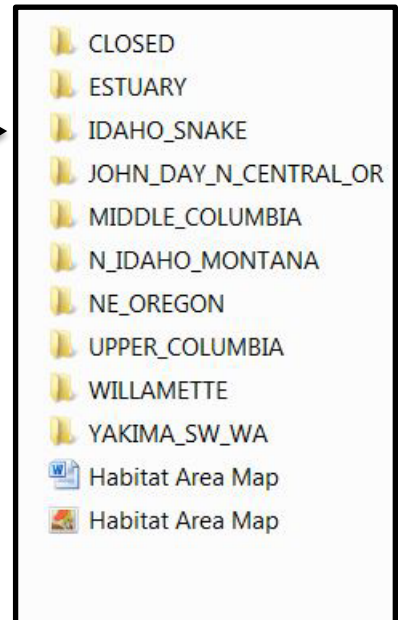 CLOSED
ESTUARY
IDAHO_SNAKE
JOHN_DAY_N_CENTRAL_OR
MIDDLE_COLUMBIA
N_IDAHO_MONTANA
NE_OREGON
UPPER_COLUMBIA
WILLAMETTE
YAKIMA_SW_WA
Habitat Area Map
Habitat Area Map